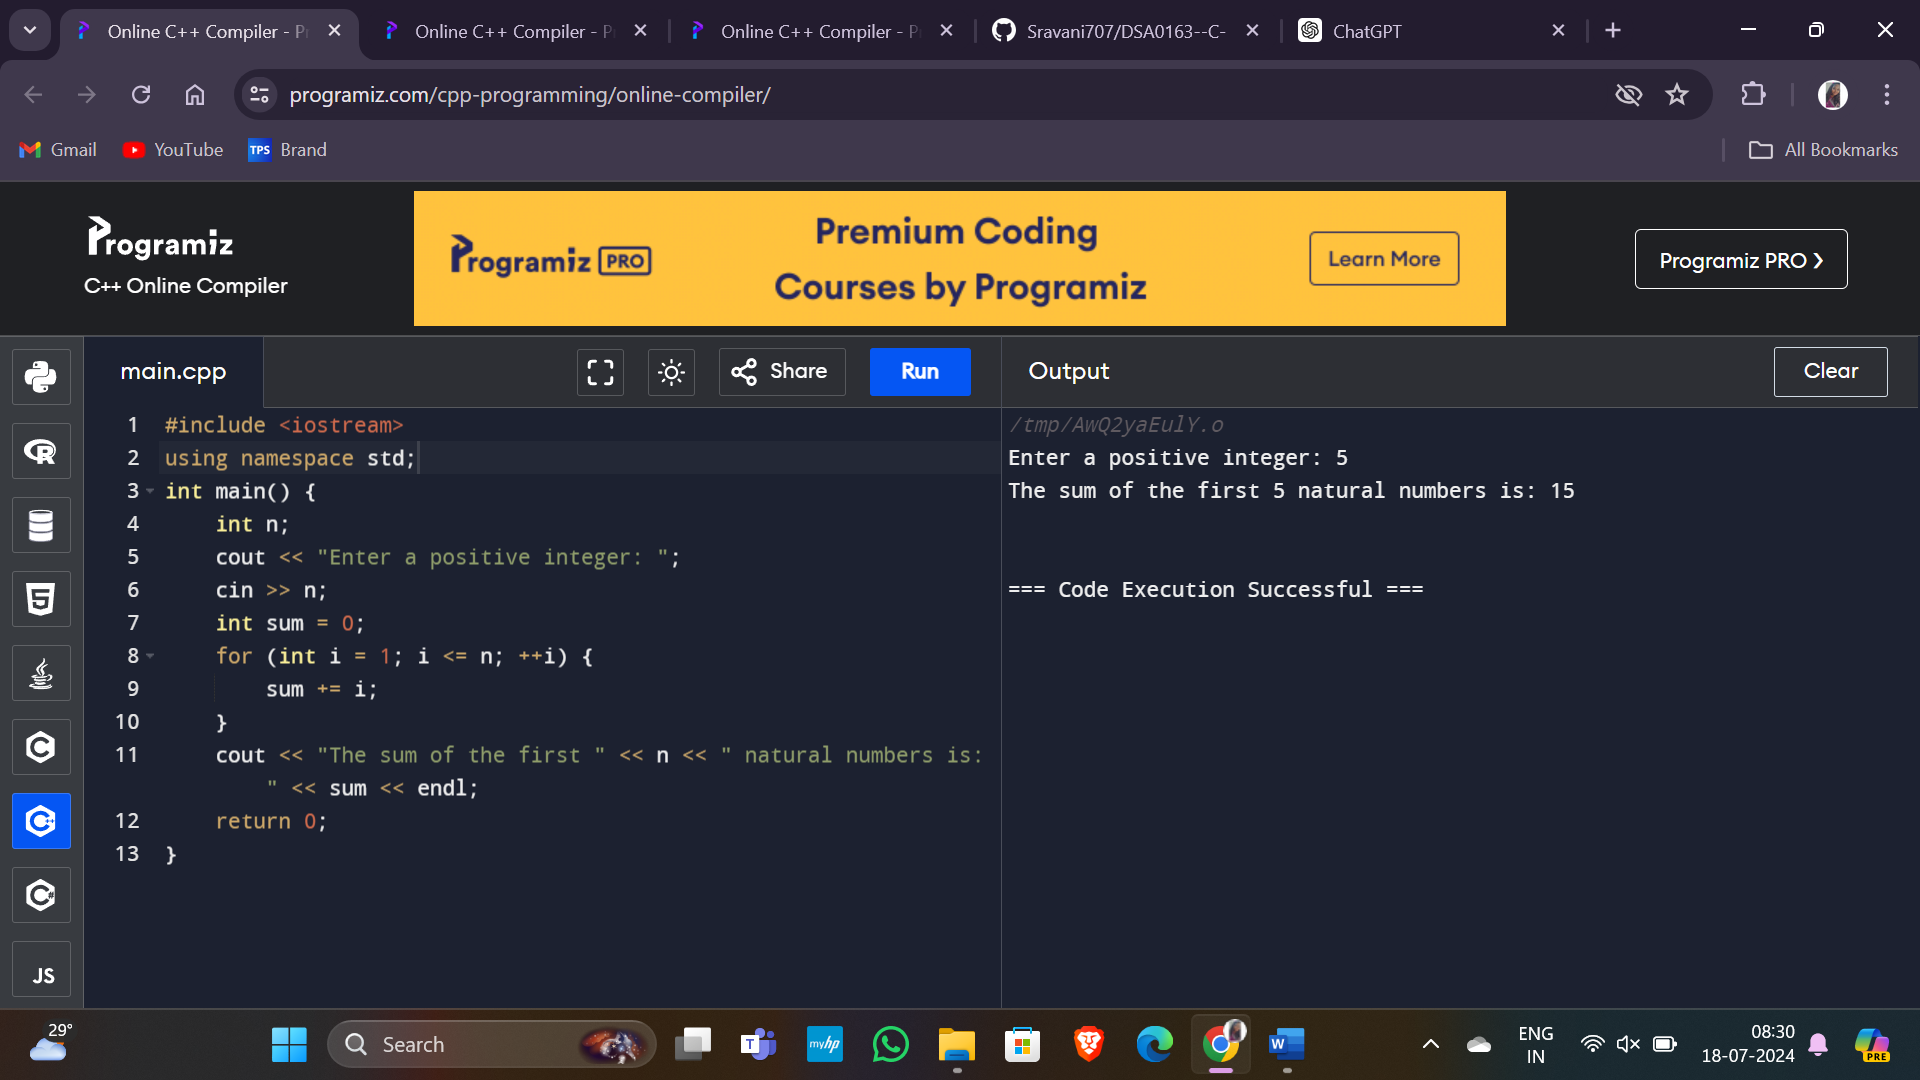 Online C++ Compiler - P
Online C++ Compiler - P
Online C++ Compiler - P
Sravani707/DSA0163--C-
ChatGPT
programiz.com/cpp-programming/online-compiler/
Gmail
YouTube
TPS Brand
All Bookmarks
Programiz
C++ Online Compiler
Programiz PRO
Premium Coding
Courses by Programiz
Learn More
Programiz PRO ❯
main.cpp
Share
Run
Output
Clear
1 #include <iostream>
2 using namespace std;
3 int main() {
4     int n;
5     cout << "Enter a positive integer: ";
6     cin >> n;
7     int sum = 0;
8     for (int i = 1; i <= n; ++i) {
9         sum += i;
10     }
11     cout << "The sum of the first " << n << " natural numbers is:
        " << sum << endl;
12     return 0;
13 }
/tmp/AwQ2yaEulY.o
Enter a positive integer: 5
The sum of the first 5 natural numbers is: 15
=== Code Execution Successful ===
R
5
C
C++
C#
JS
29°
Search
T
myhp
W
ENG
IN
08:30
18-07-2024
PRE